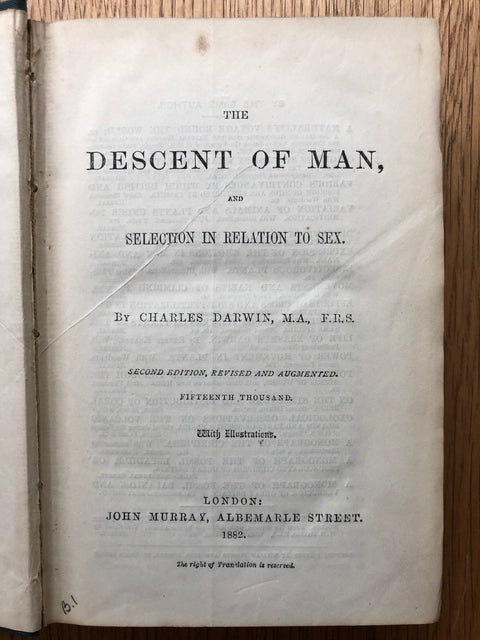 THE
DESCENT OF MAN,
AND
SELECTION IN RELATION TO SEX.
BY CHARLES DARWIN, M.A., F.R.S.
SECOND EDITION, REVISED AND AUGMENTED.
FIFTEENTH THOUSAND.
With Illustrations.
LONDON:
JOHN MURRAY, ALBEMARLE STREET.
1882.
The right of Translation is reserved.
B.1